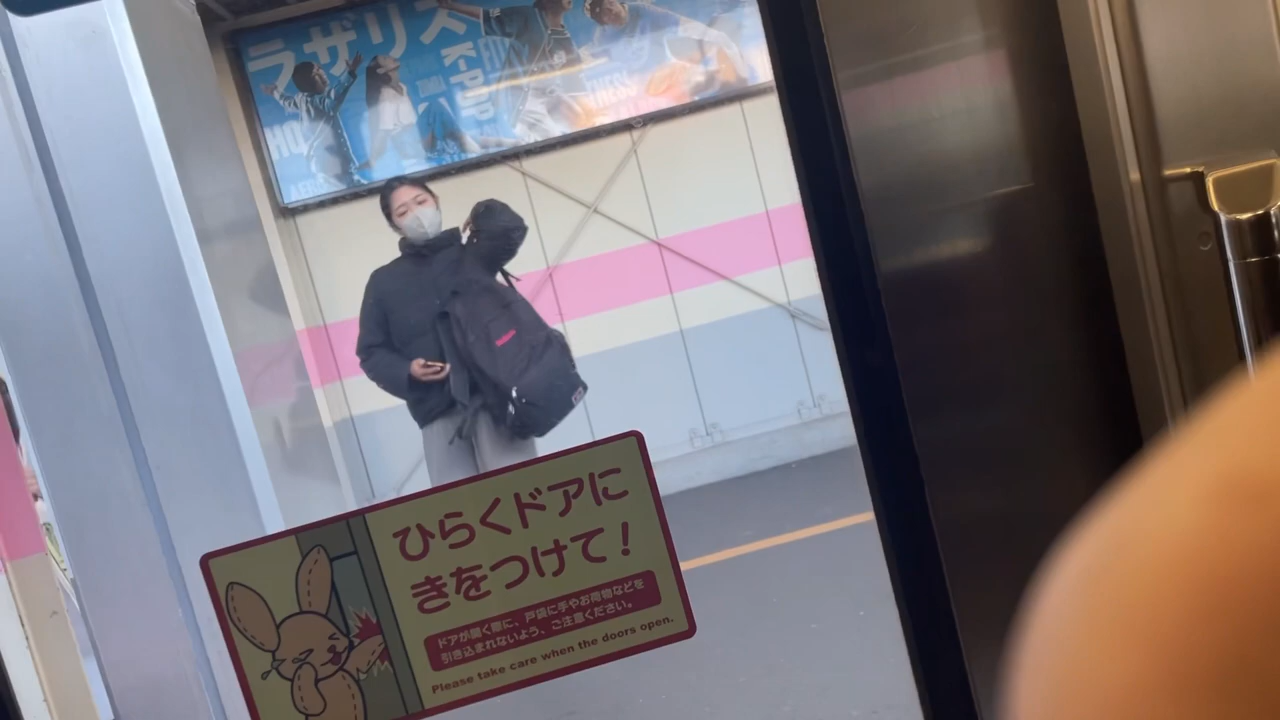 ラザリス
ひらくドアに
きをつけて!
ドアが開く際に、戸袋に手やお荷物などを
引き込まれないよう、ご注意ください。
Please take care when the doors open.